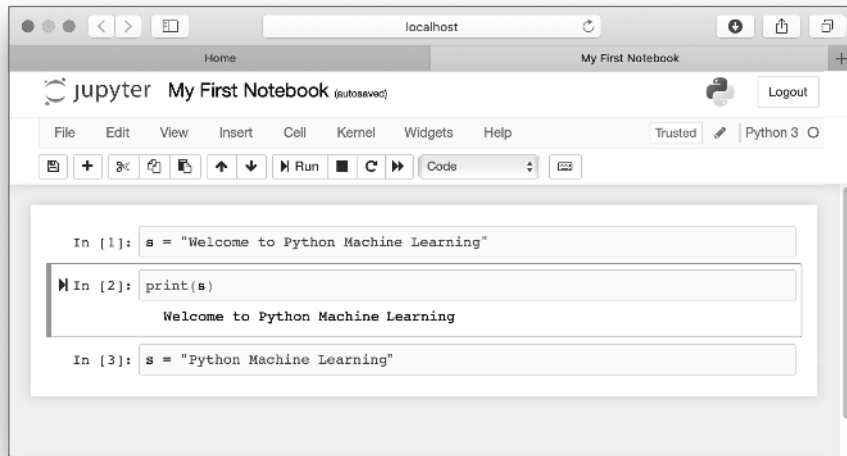 localhost
Home My First Notebook
jupyter My First Notebook (autosaved) Logout
File Edit View Insert Cell Kernel Widgets Help Trusted Python 3
Run Code
In [1]: s = "Welcome to Python Machine Learning"
In [2]: print(s)
Welcome to Python Machine Learning
In [3]: s = "Python Machine Learning"